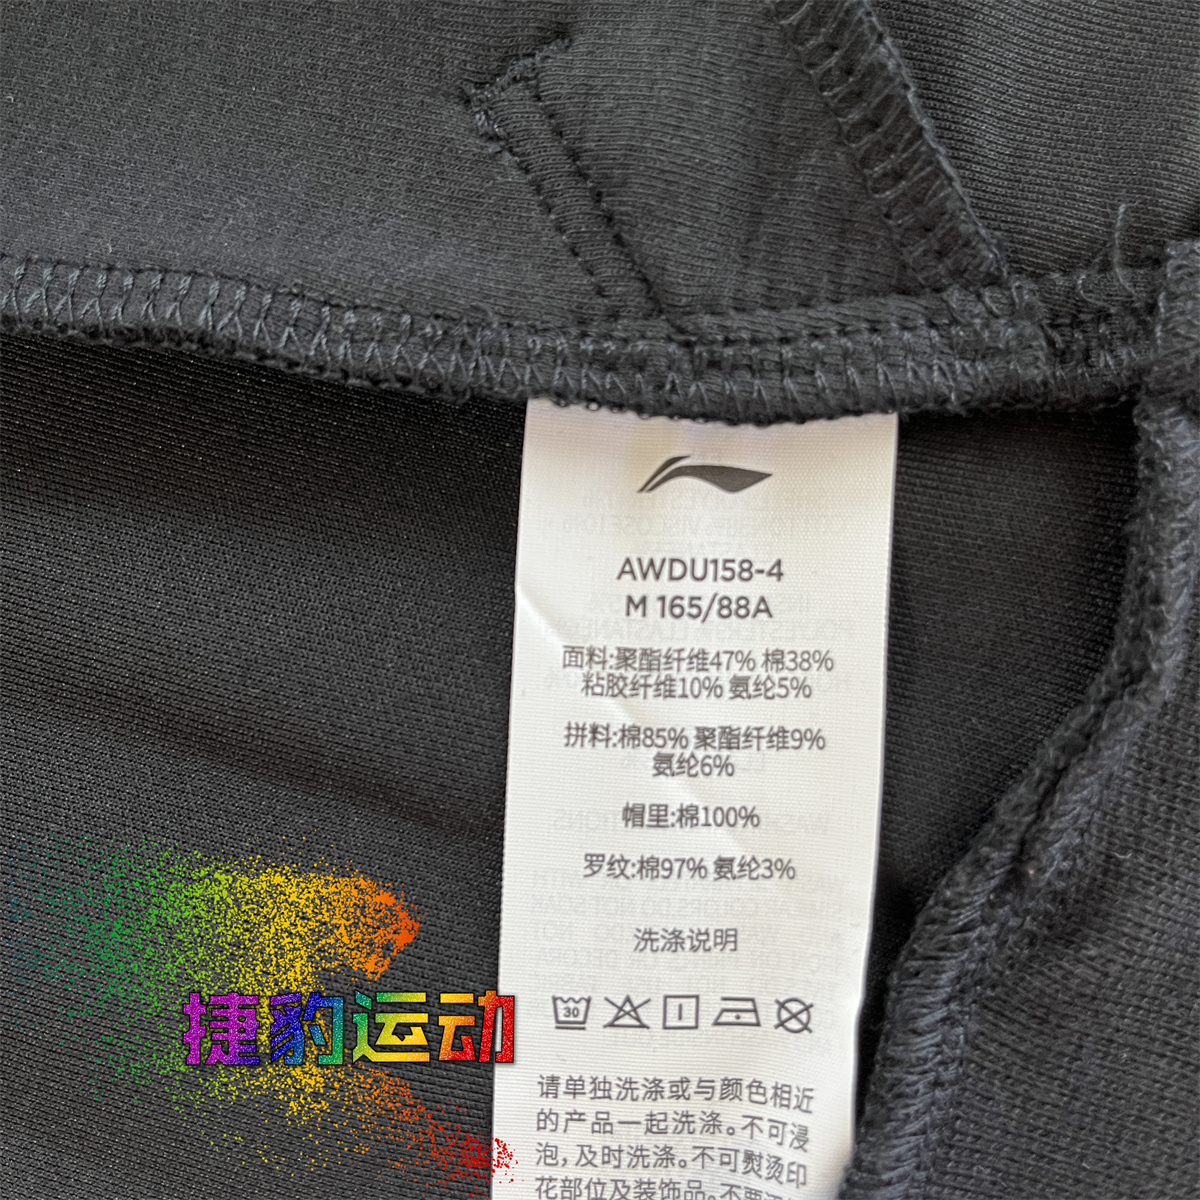 AWDU158-4
M 165/88A
面料:聚酯纤维47% 棉38%
粘胶纤维10% 氨纶5%
拼料:棉85% 聚酯纤维9%
氨纶6%
帽里:棉100%
罗纹:棉97% 氨纶3%
洗涤说明
30
请单独洗涤或与颜色相近
的产品一起洗涤。不可浸
泡,及时洗涤。不可熨烫印
花部位及装饰品。不要
捷豹运动